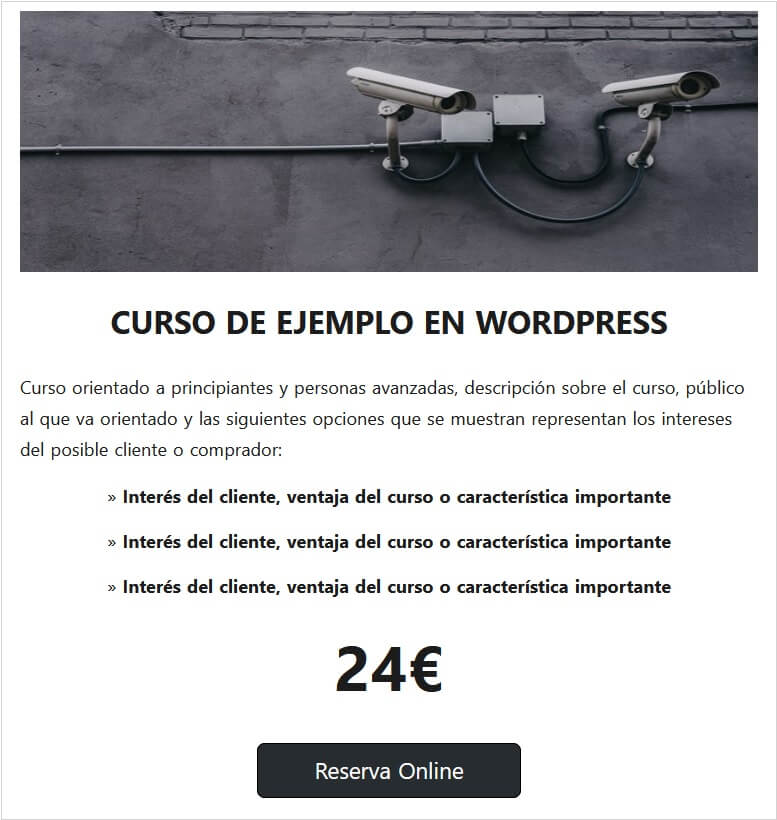 CURSO DE EJEMPLO EN WORDPRESS
Curso orientado a principiantes y personas avanzadas, descripción sobre el curso, público
al que va orientado y las siguientes opciones que se muestran representan los intereses
del posible cliente o comprador:
» Interés del cliente, ventaja del curso o característica importante
» Interés del cliente, ventaja del curso o característica importante
» Interés del cliente, ventaja del curso o característica importante
24€
Reserva Online